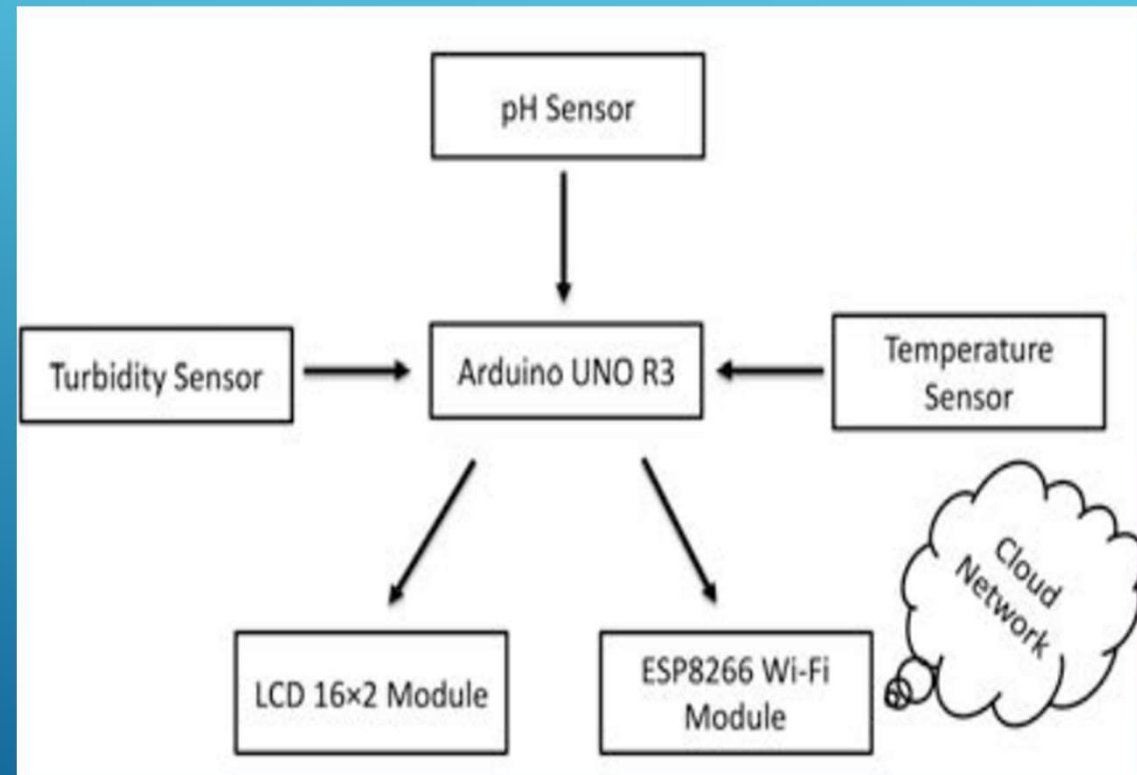 pH Sensor
Turbidity Sensor
Arduino UNO R3
Temperature
Sensor
Cloud
Network
LCD 16×2 Module
ESP8266 Wi-Fi
Module